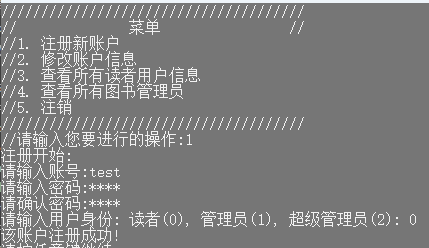 //////////////////////////////////////
// 菜单 //
//1. 注册新账户
//2. 修改账户信息
//3. 查看所有读者用户信息
//4. 查看所有图书管理员
//5. 注销
//////////////////////////////////////
//请输入您要进行的操作:1
注册开始:
请输入账号:test
请输入密码:****
请确认密码:****
请输入用户身份: 读者(0), 管理员(1), 超级管理员(2): 0
该账户注册成功!